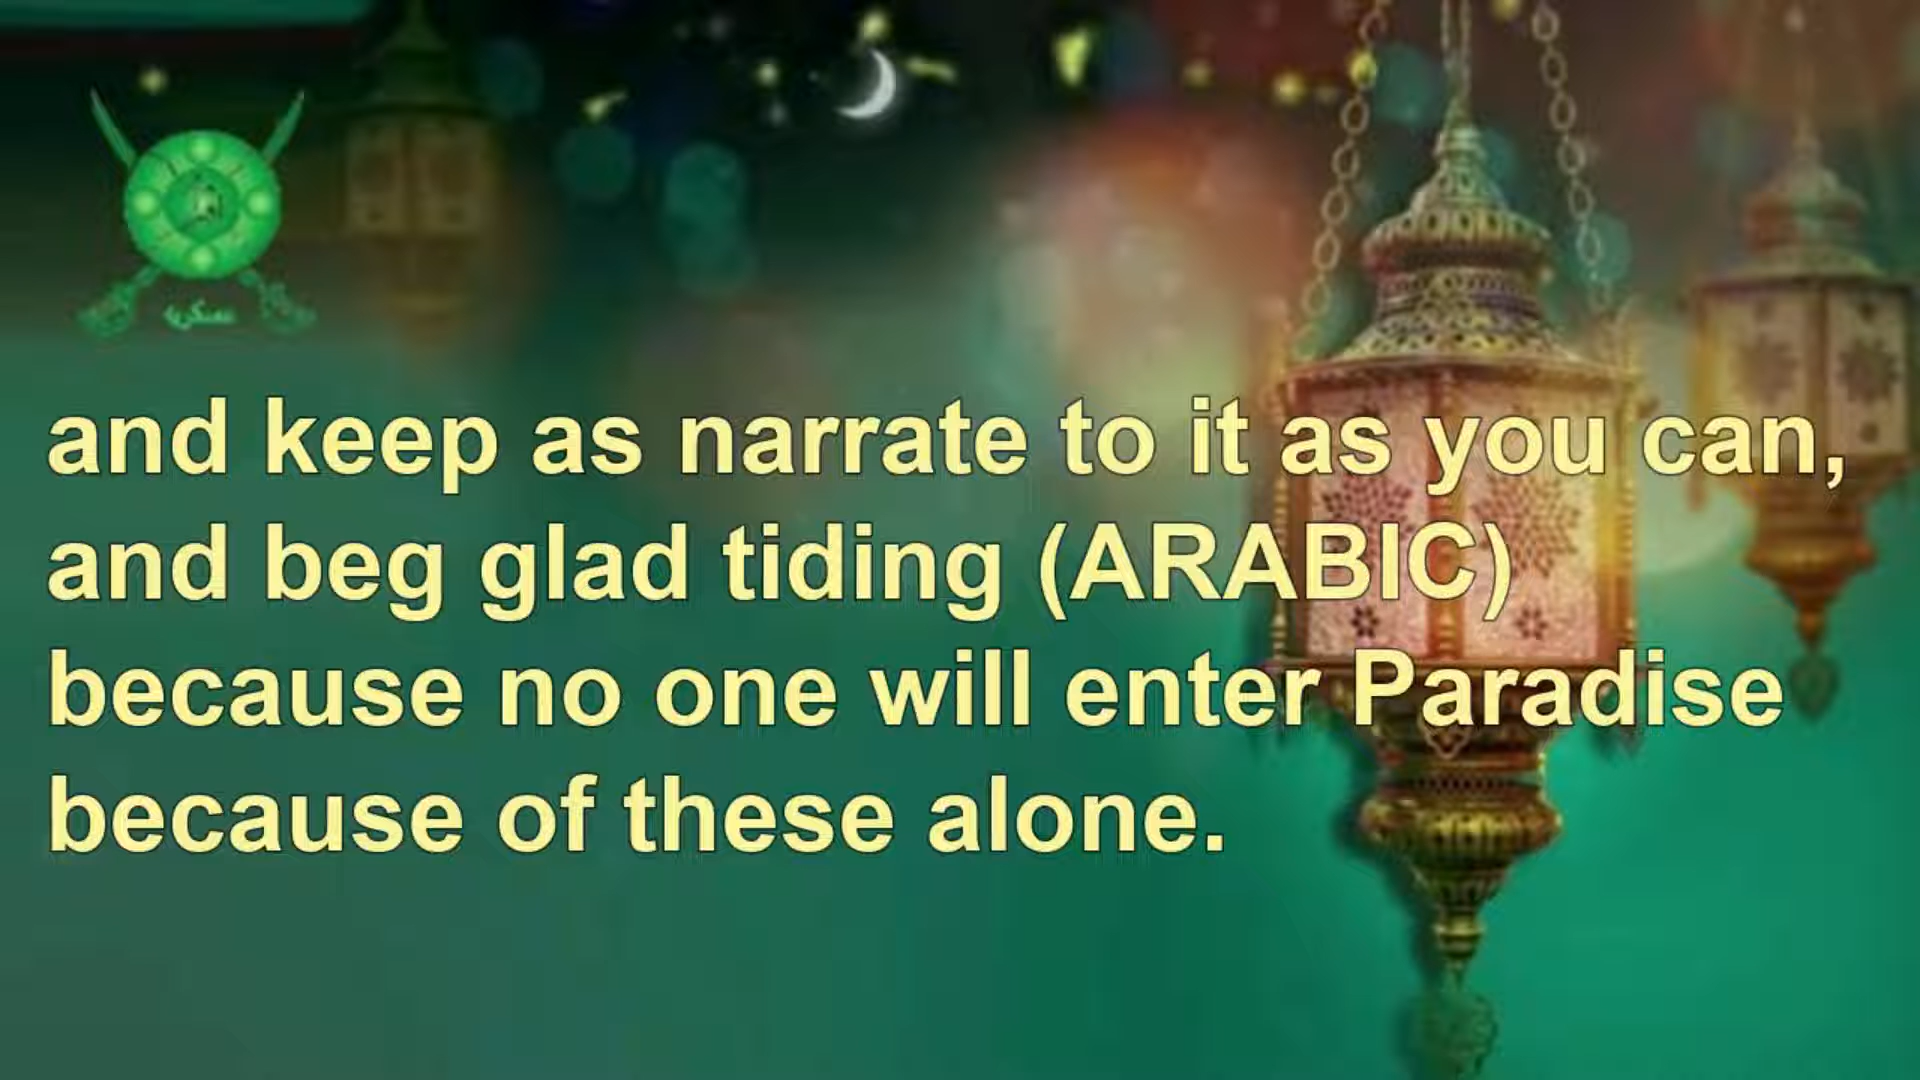 عسكريه
and keep as narrate to it as you can,
and beg glad tiding (ARABIC)
because no one will enter Paradise
because of these alone.